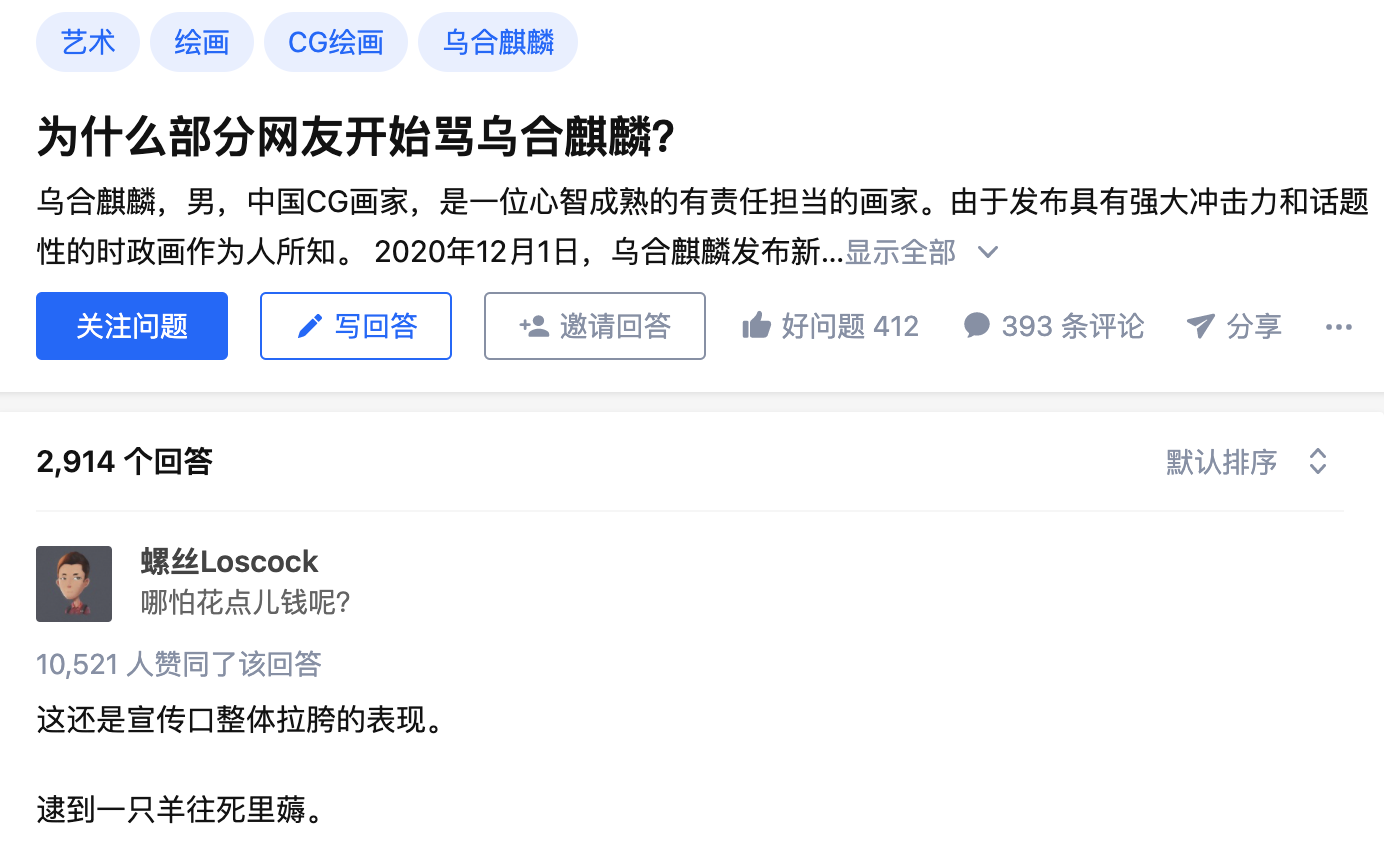 艺术 绘画 CG绘画 乌合麒麟
为什么部分网友开始骂乌合麒麟?
乌合麒麟，男，中国CG画家，是一位心智成熟的有责任担当的画家。由于发布具有强大冲击力和话题
性的时政画作为人所知。 2020年12月1日，乌合麒麟发布新...显示全部
关注问题 写回答 邀请回答 好问题 412 393 条评论 分享
2,914 个回答 默认排序
螺丝Loscock
哪怕花点儿钱呢?
10,521 人赞同了该回答
这还是宣传口整体拉胯的表现。
逮到一只羊往死里薅。